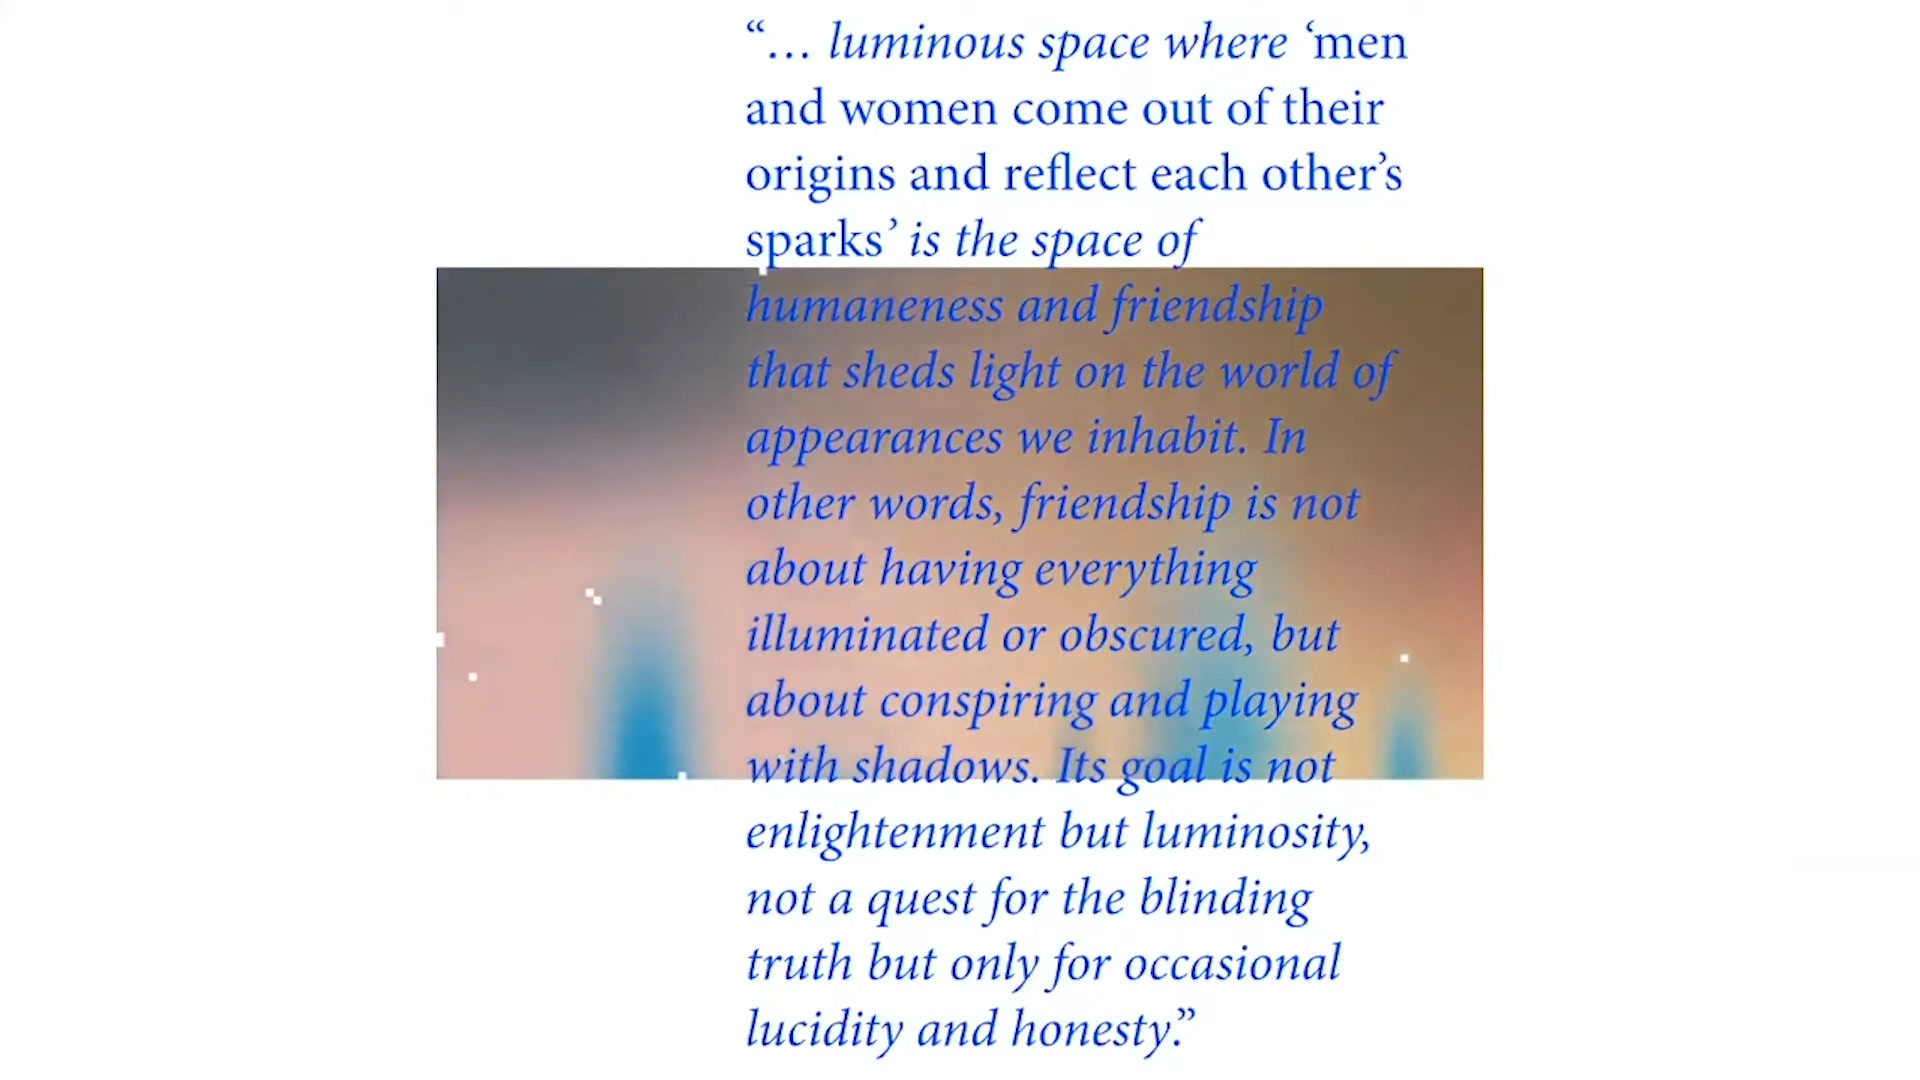 “… luminous space where ‘men
and women come out of their
origins and reflect each other’s
sparks’ is the space of
humaneness and friendship
that sheds light on the world of
appearances we inhabit. In
other words, friendship is not
about having everything
illuminated or obscured, but
about conspiring and playing
with shadows. Its goal is not
enlightenment but luminosity,
not a quest for the blinding
truth but only for occasional
lucidity and honesty.”